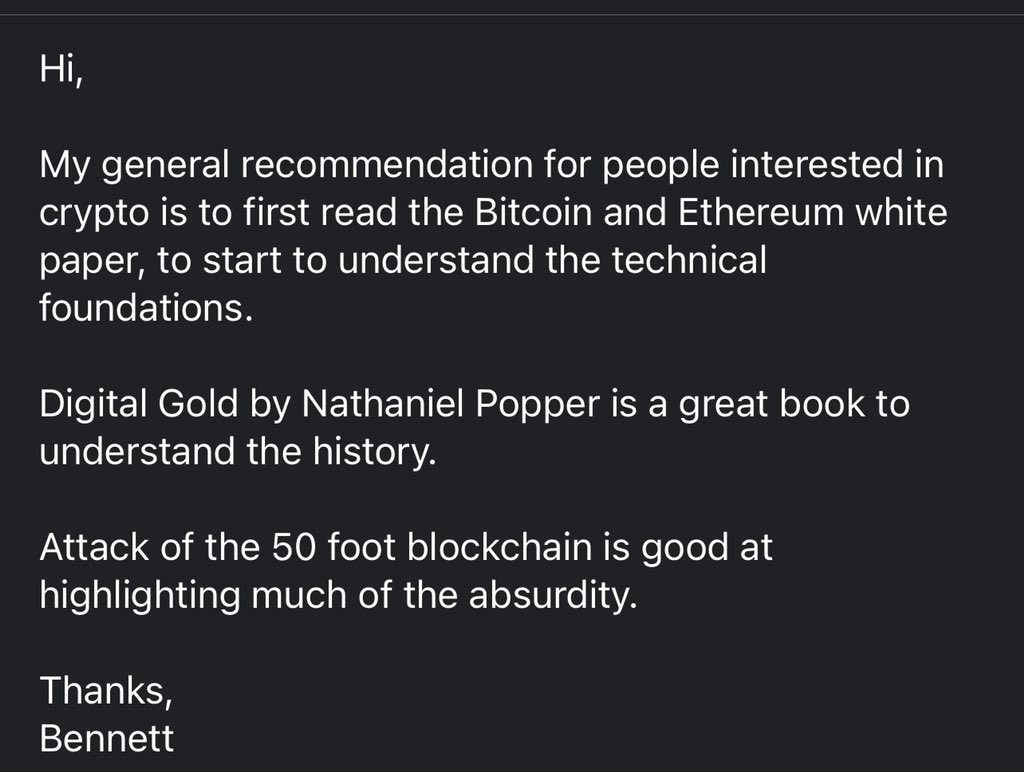 Hi,
My general recommendation for people interested in
crypto is to first read the Bitcoin and Ethereum white
paper, to start to understand the technical
foundations.
Digital Gold by Nathaniel Popper is a great book to
understand the history.
Attack of the 50 foot blockchain is good at
highlighting much of the absurdity.
Thanks,
Bennett